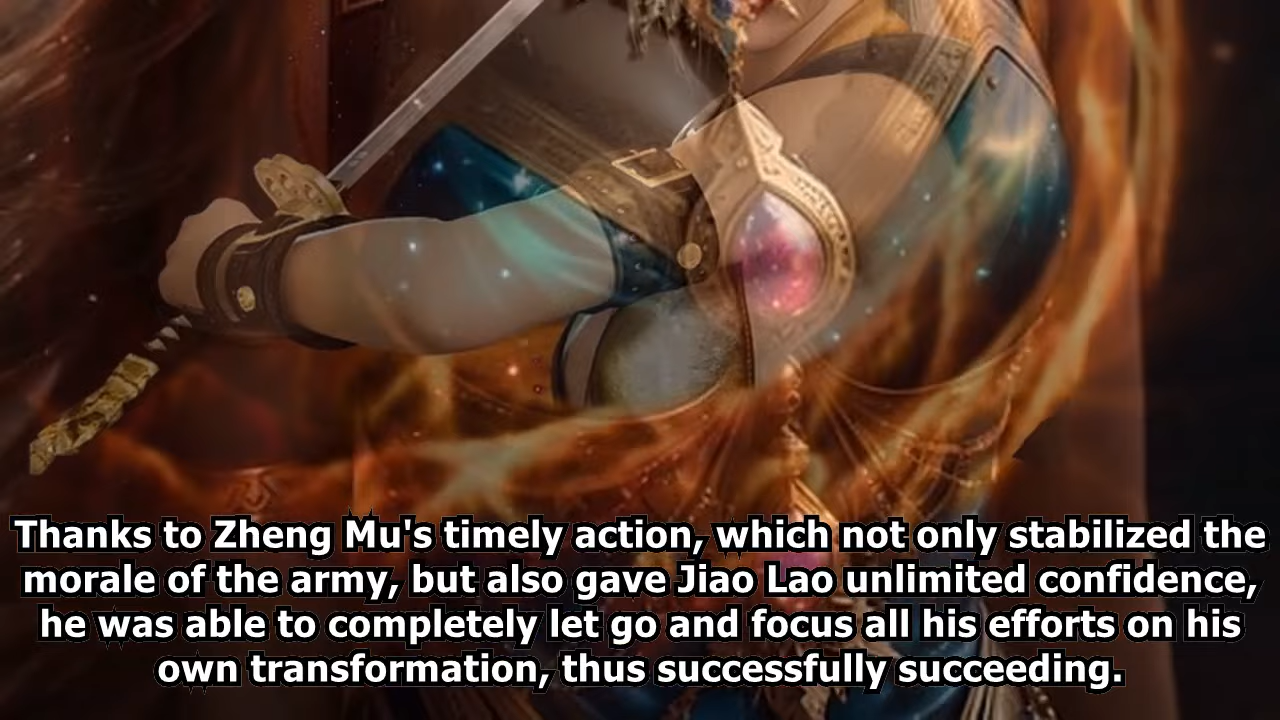 Thanks to Zheng Mu's timely action, which not only stabilized the
morale of the army, but also gave Jiao Lao unlimited confidence,
he was able to completely let go and focus all his efforts on his
own transformation, thus successfully succeeding.